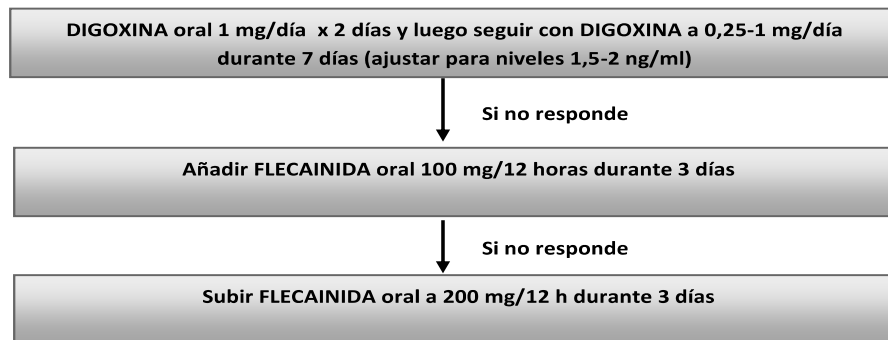 DIGOXINA oral 1 mg/día x 2 días y luego seguir con DIGOXINA a 0,25-1 mg/día
durante 7 días (ajustar para niveles 1,5-2 ng/ml)
Si no responde
Añadir FLECAINIDA oral 100 mg/12 horas durante 3 días
Si no responde
Subir FLECAINIDA oral a 200 mg/12 h durante 3 días